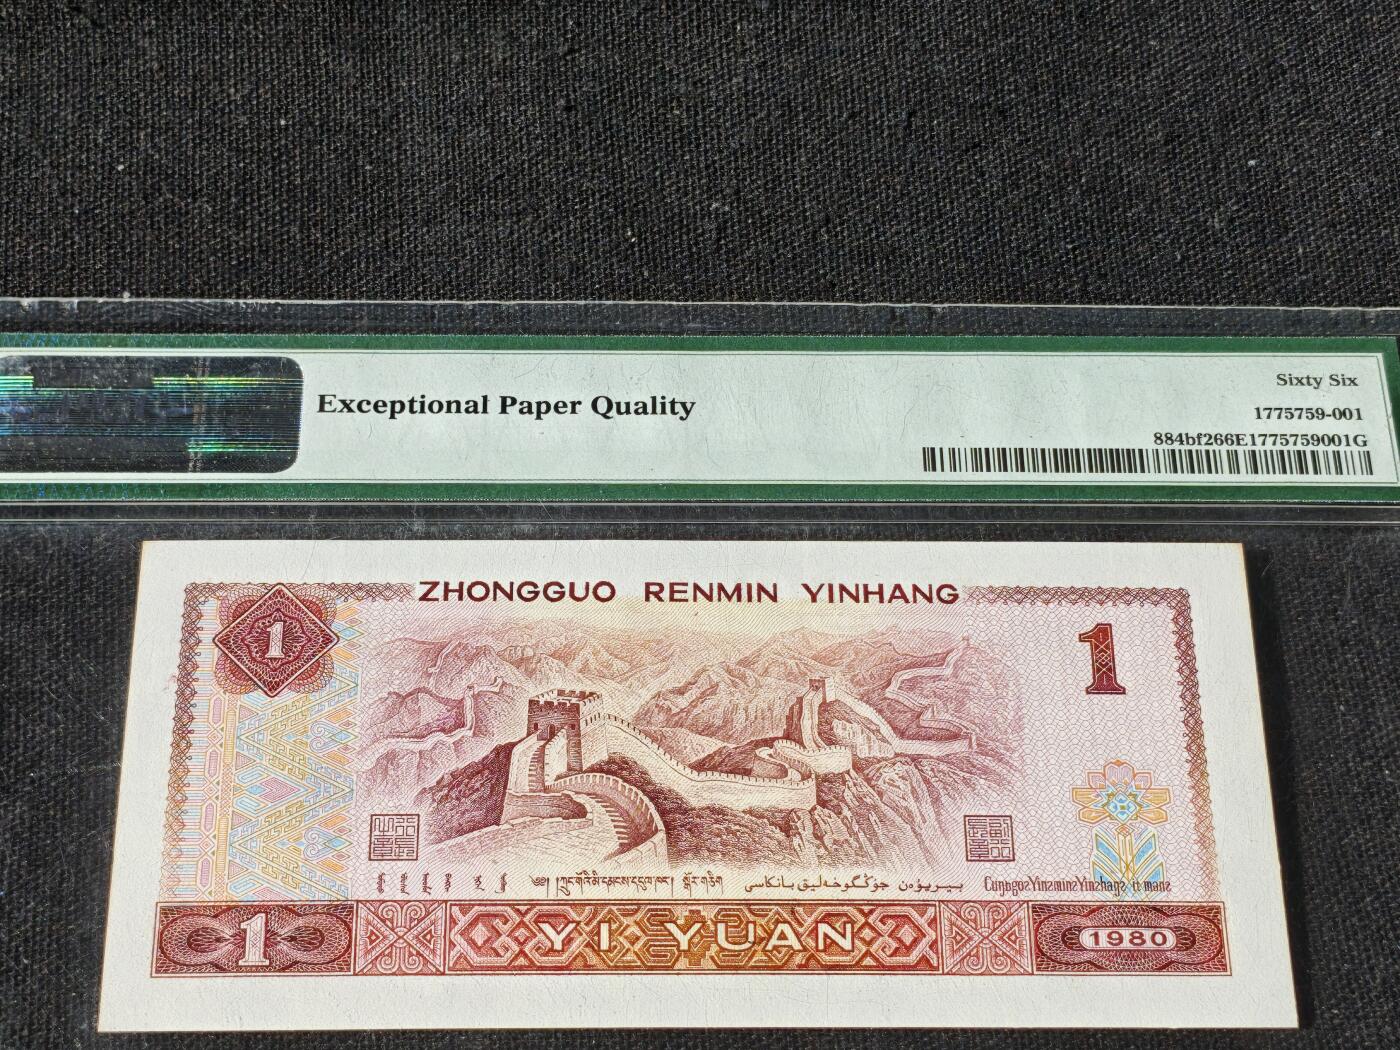 Exceptional Paper Quality
Sixty Six
1775759-001
884bf266E1775759001G
ZHONGGUO RENMIN YINHANG
1
1
1
YI YUAN
1980